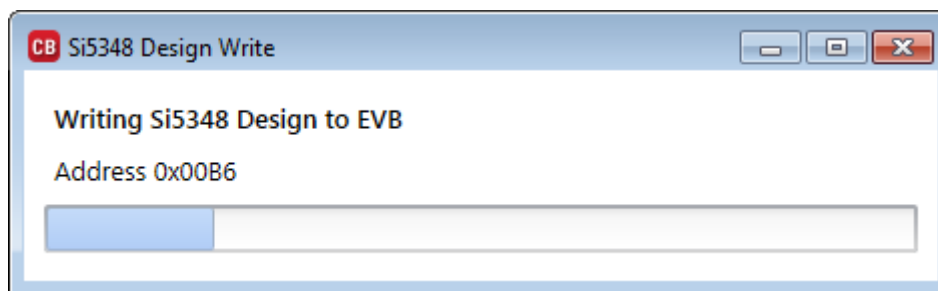 CB Si5348 Design Write
Writing Si5348 Design to EVB
Address 0x00B6